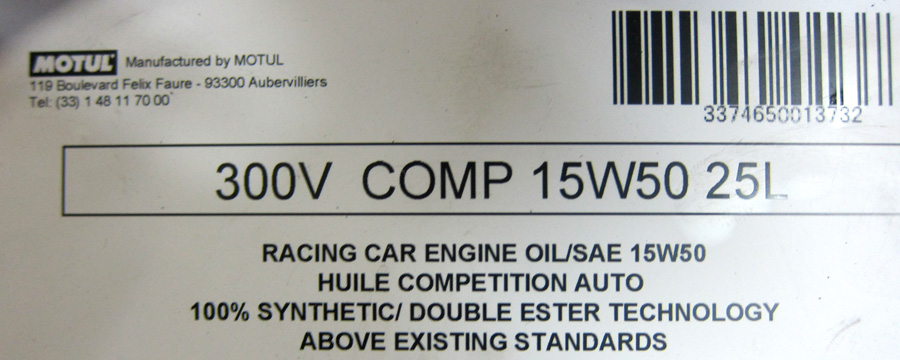 MOTUL Manufactured by MOTUL
119 Boulevard Felix Faure - 93300 Aubervilliers
Tel: (33) 1 48 11 70 00
3374650013732
300V COMP 15W50 25L
RACING CAR ENGINE OIL/SAE 15W50
HUILE COMPETITION AUTO
100% SYNTHETIC/ DOUBLE ESTER TECHNOLOGY
ABOVE EXISTING STANDARDS